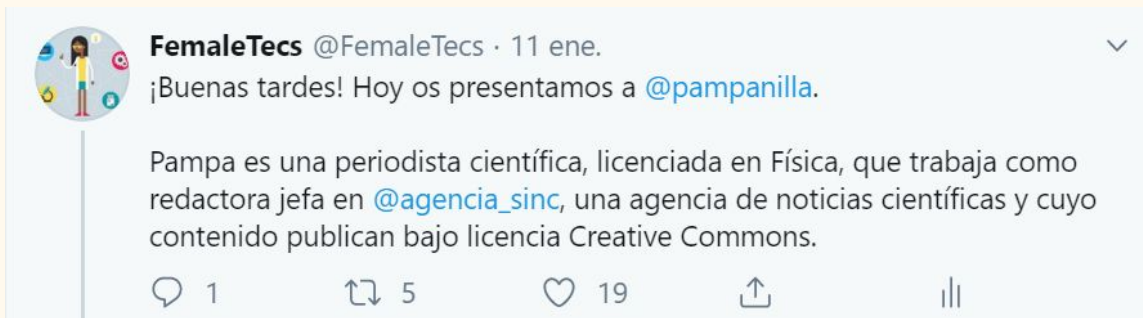 FemaleTecs @FemaleTecs · 11 ene.
¡Buenas tardes! Hoy os presentamos a @pampanilla.
Pampa es una periodista científica, licenciada en Física, que trabaja como
redactora jefa en @agencia_sinc, una agencia de noticias científicas y cuyo
contenido publican bajo licencia Creative Commons.
1 5 19